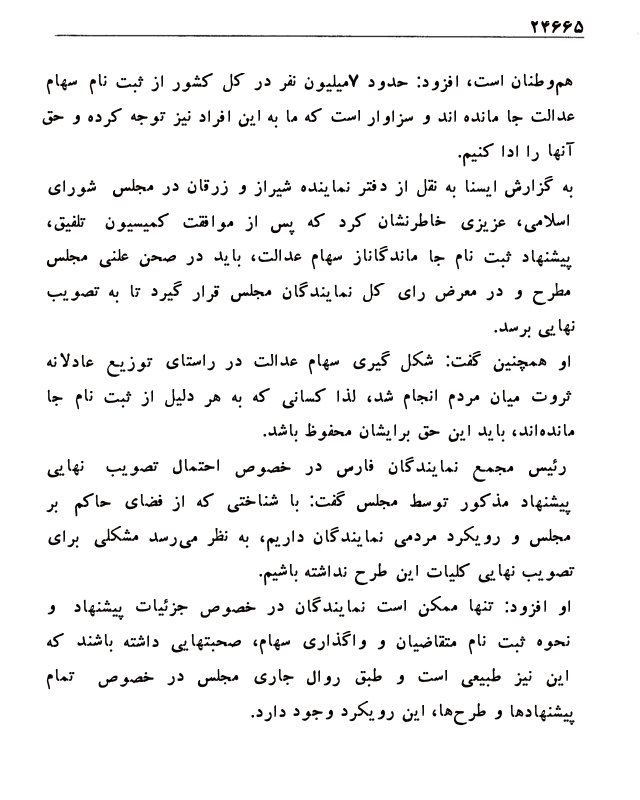 ۲۴۶۶۵
هم‌وطنان است، افزود: حدود ۷میلیون نفر در کل کشور از ثبت نام سهام
عدالت جا مانده اند و سزاوار است که ما به این افراد نیز توجه کرده و حق
آنها را ادا کنیم.
به گزارش ایسنا به نقل از دفتر نماینده شیراز و زرقان در مجلس شورای
اسلامی، عزیزی خاطرنشان کرد که پس از موافقت کمیسیون تلفیق،
پیشنهاد ثبت نام جا ماندگاناز سهام عدالت، باید در صحن علنی مجلس
مطرح و در معرض رای کل نمایندگان مجلس قرار گیرد تا به تصویب
نهایی برسد.
او همچنین گفت: شکل گیری سهام عدالت در راستای توزیع عادلانه
ثروت میان مردم انجام شد، لذا کسانی که به هر دلیل از ثبت نام جا
مانده‌اند، باید این حق برایشان محفوظ باشد.
رئیس مجمع نمایندگان فارس در خصوص احتمال تصویب نهایی
پیشنهاد مذکور توسط مجلس گفت: با شناختی که از فضای حاکم بر
مجلس و رویکرد مردمی نمایندگان داریم، به نظر می‌رسد مشکلی برای
تصویب نهایی کلیات این طرح نداشته باشیم.
او افزود: تنها ممکن است نمایندگان در خصوص جزئیات پیشنهاد و
نحوه ثبت نام متقاضیان و واگذاری سهام، صحبتهایی داشته باشند که
این نیز طبیعی است و طبق روال جاری مجلس در خصوص تمام
پیشنهادها و طرح‌ها، این رویکرد وجود دارد.